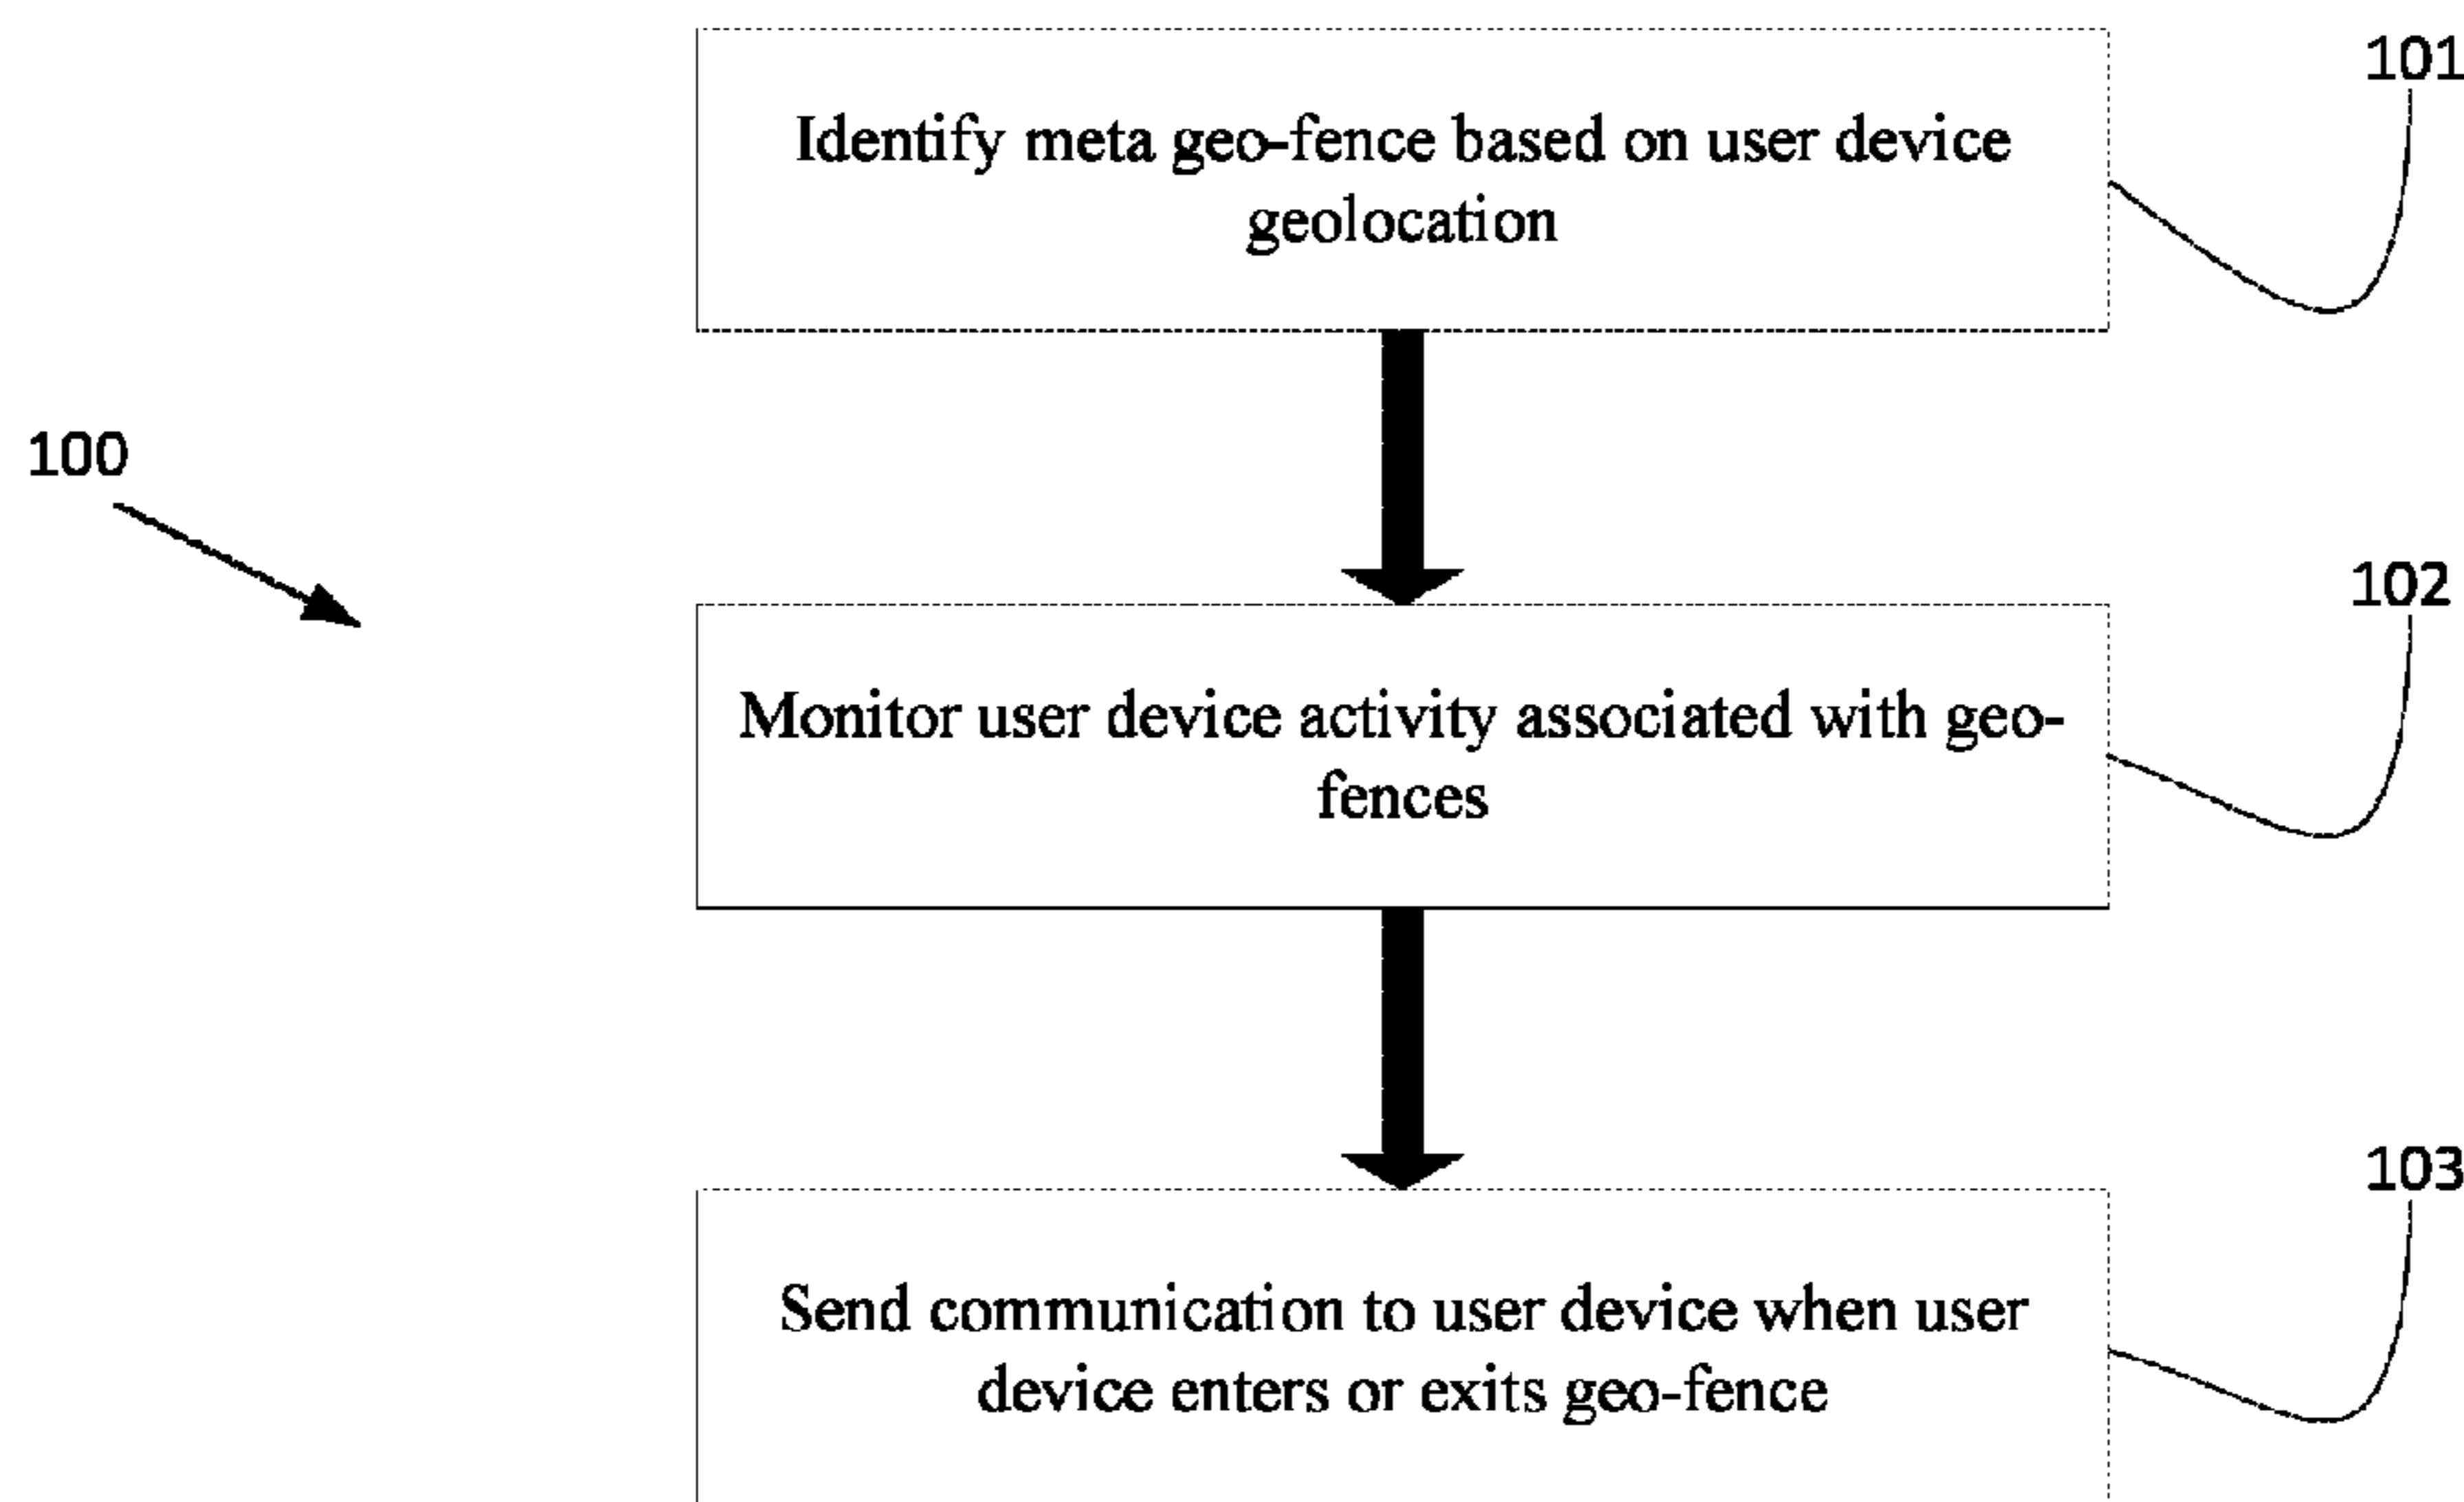 101
Identify meta geo-fence based on user device
geolocation
100
102
Monitor user device activity associated with geo-
fences
103
Send communication to user device when user
device enters or exits geo-fence